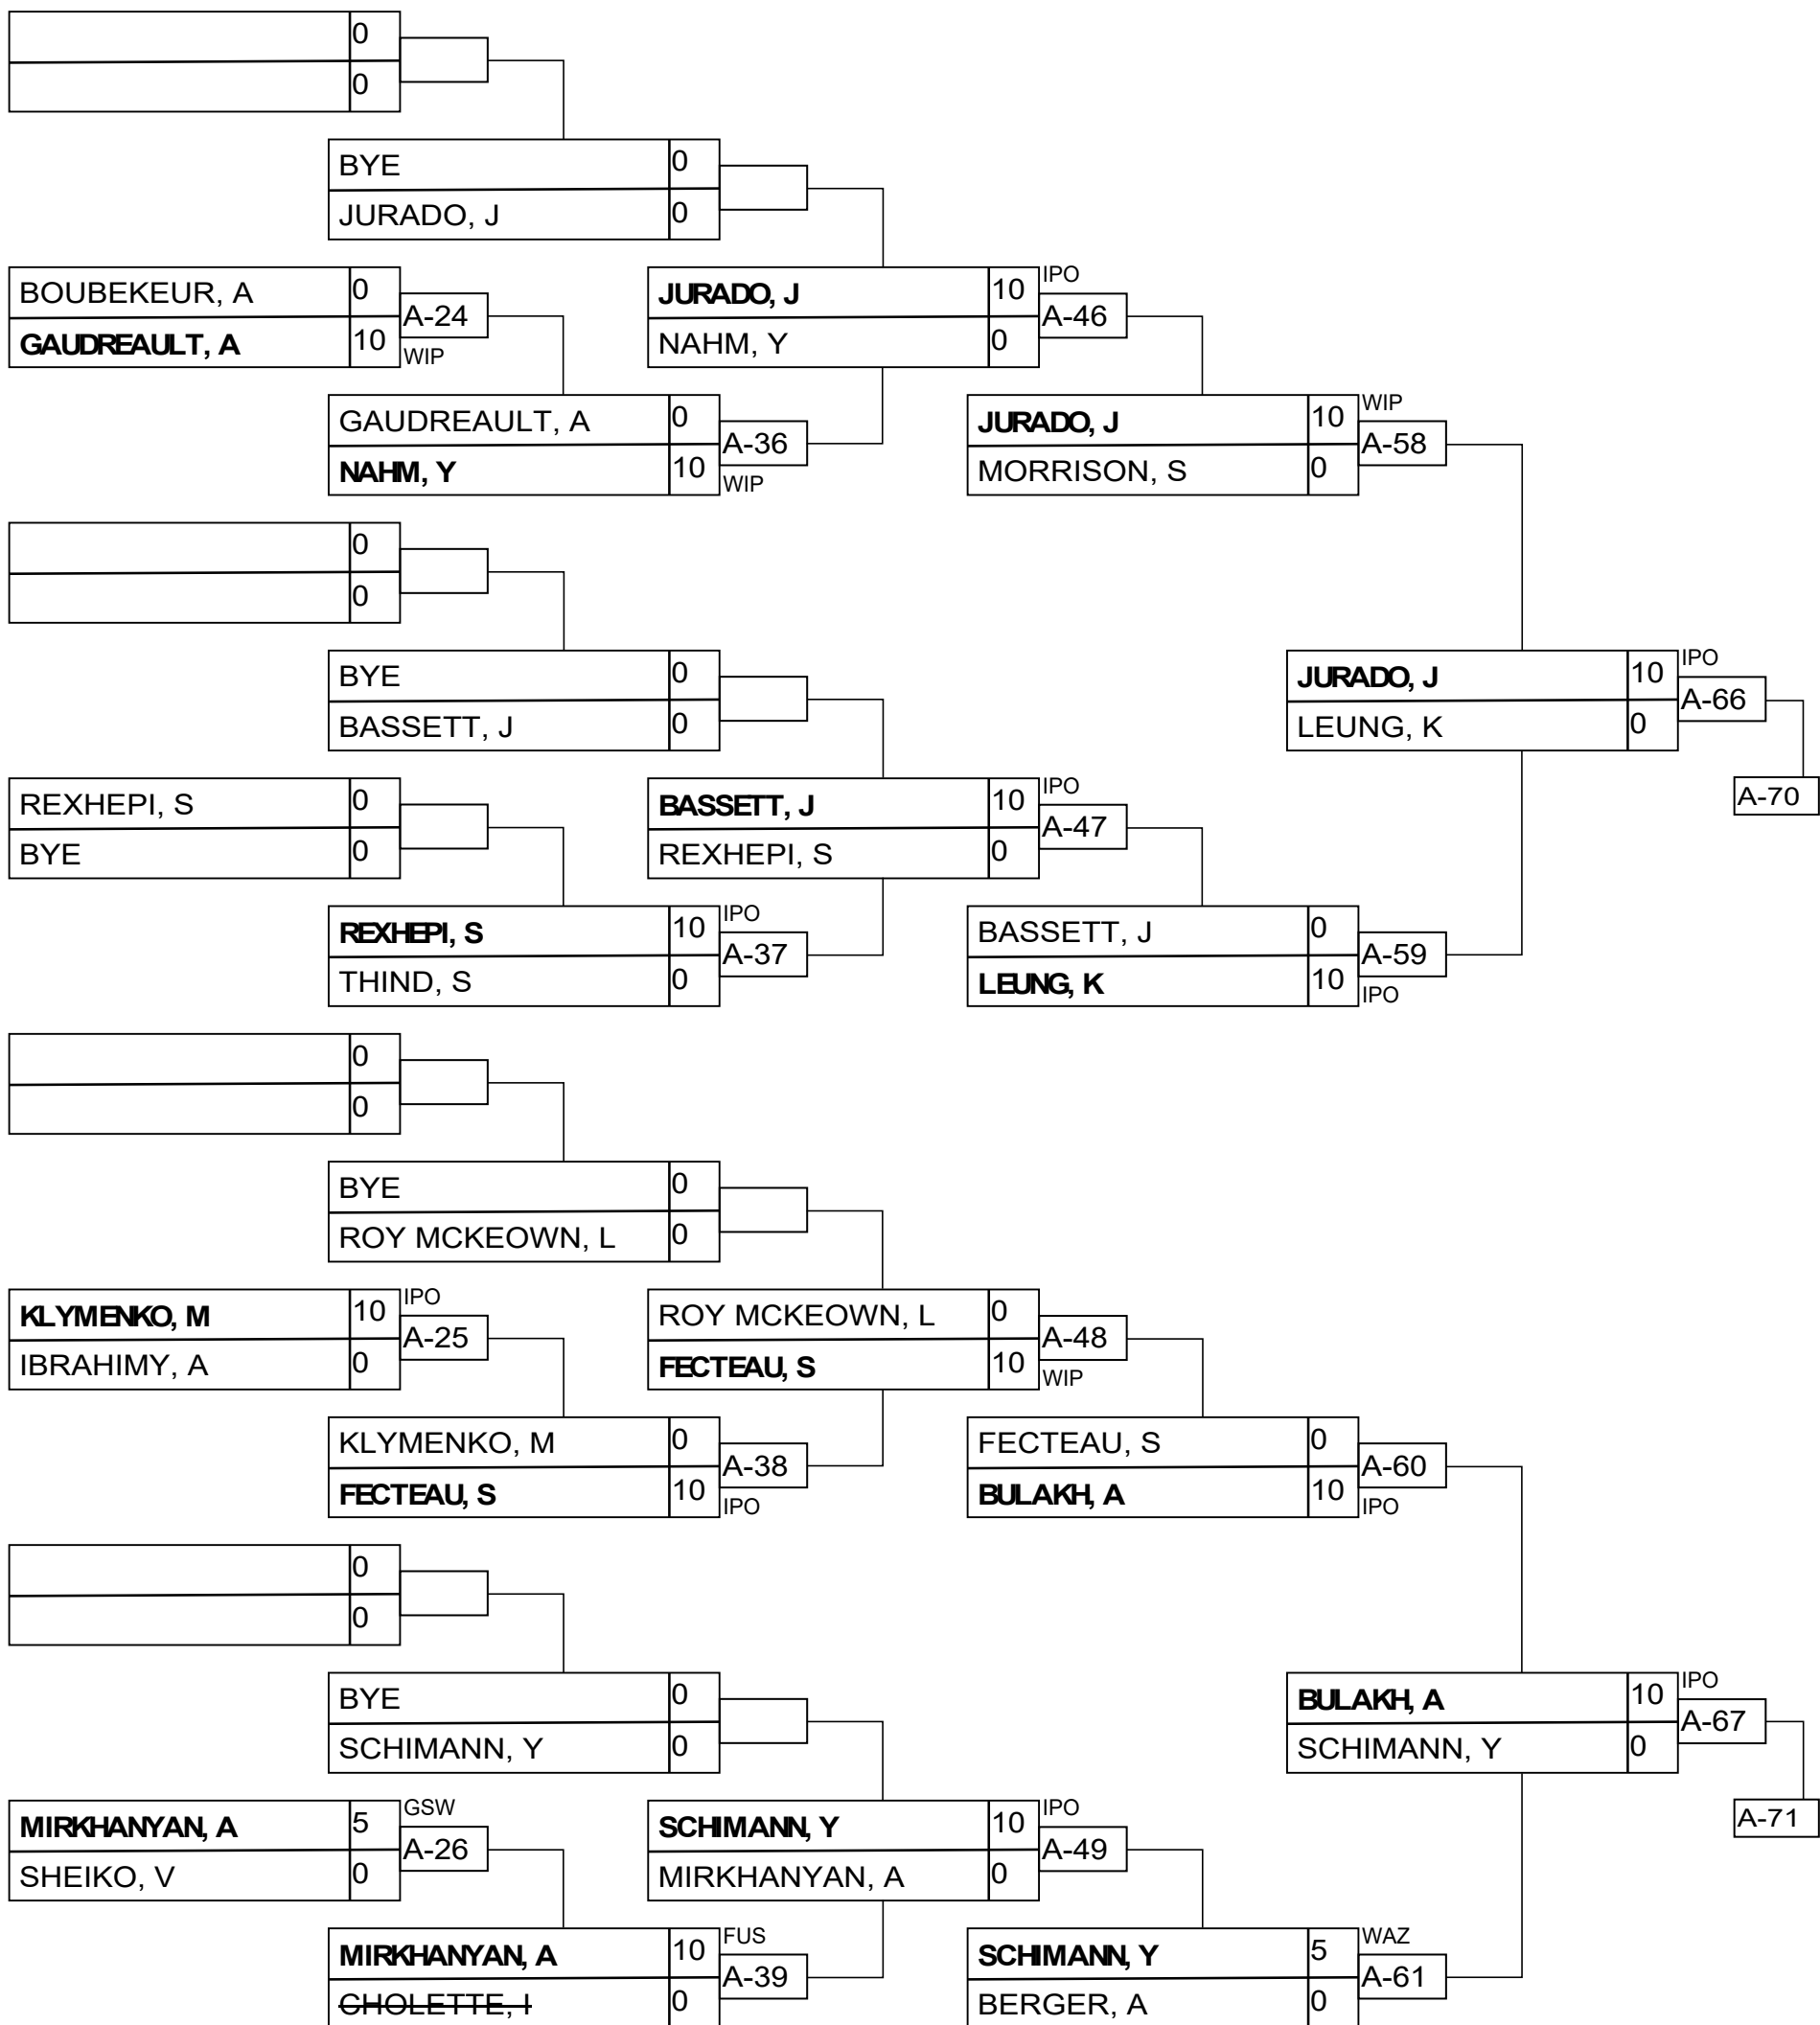 0
0
BYE 0
JURADO, J 0
BOUBEKEUR, A 0
A-24
GAUDREAULT, A 10 WIP
JURADO, J 10 IPO
A-46
NAHM, Y 0
GAUDREAULT, A 0
A-36
NAHM, Y 10 WIP
JURADO, J 10 WIP
A-58
MORRISON, S 0
0
0
BYE 0
BASSETT, J 0
JURADO, J 10 IPO
A-66
LEUNG, K 0
A-70
REXHEPI, S 0
BYE 0
BASSETT, J 10 IPO
A-47
REXHEPI, S 0
REXHEPI, S 10 IPO
A-37
THIND, S 0
BASSETT, J 0
A-59
LEUNG, K 10 IPO
0
0
BYE 0
ROY MCKEOWN, L 0
KLYMENKO, M 10 IPO
A-25
IBRAHIMY, A 0
ROY MCKEOWN, L 0
A-48
FECTEAU, S 10 WIP
KLYMENKO, M 0
A-38
FECTEAU, S 10 IPO
FECTEAU, S 0
A-60
BULAKH, A 10 IPO
0
0
BYE 0
SCHIMANN, Y 0
BULAKH, A 10 IPO
A-67
SCHIMANN, Y 0
A-71
MIRKHANYAN, A 5 GSW
A-26
SHEIKO, V 0
SCHIMANN, Y 10 IPO
A-49
MIRKHANYAN, A 0
MIRKHANYAN, A 10 FUS
A-39
CHOLETTE, I 0
SCHIMANN, Y 5 WAZ
A-61
BERGER, A 0